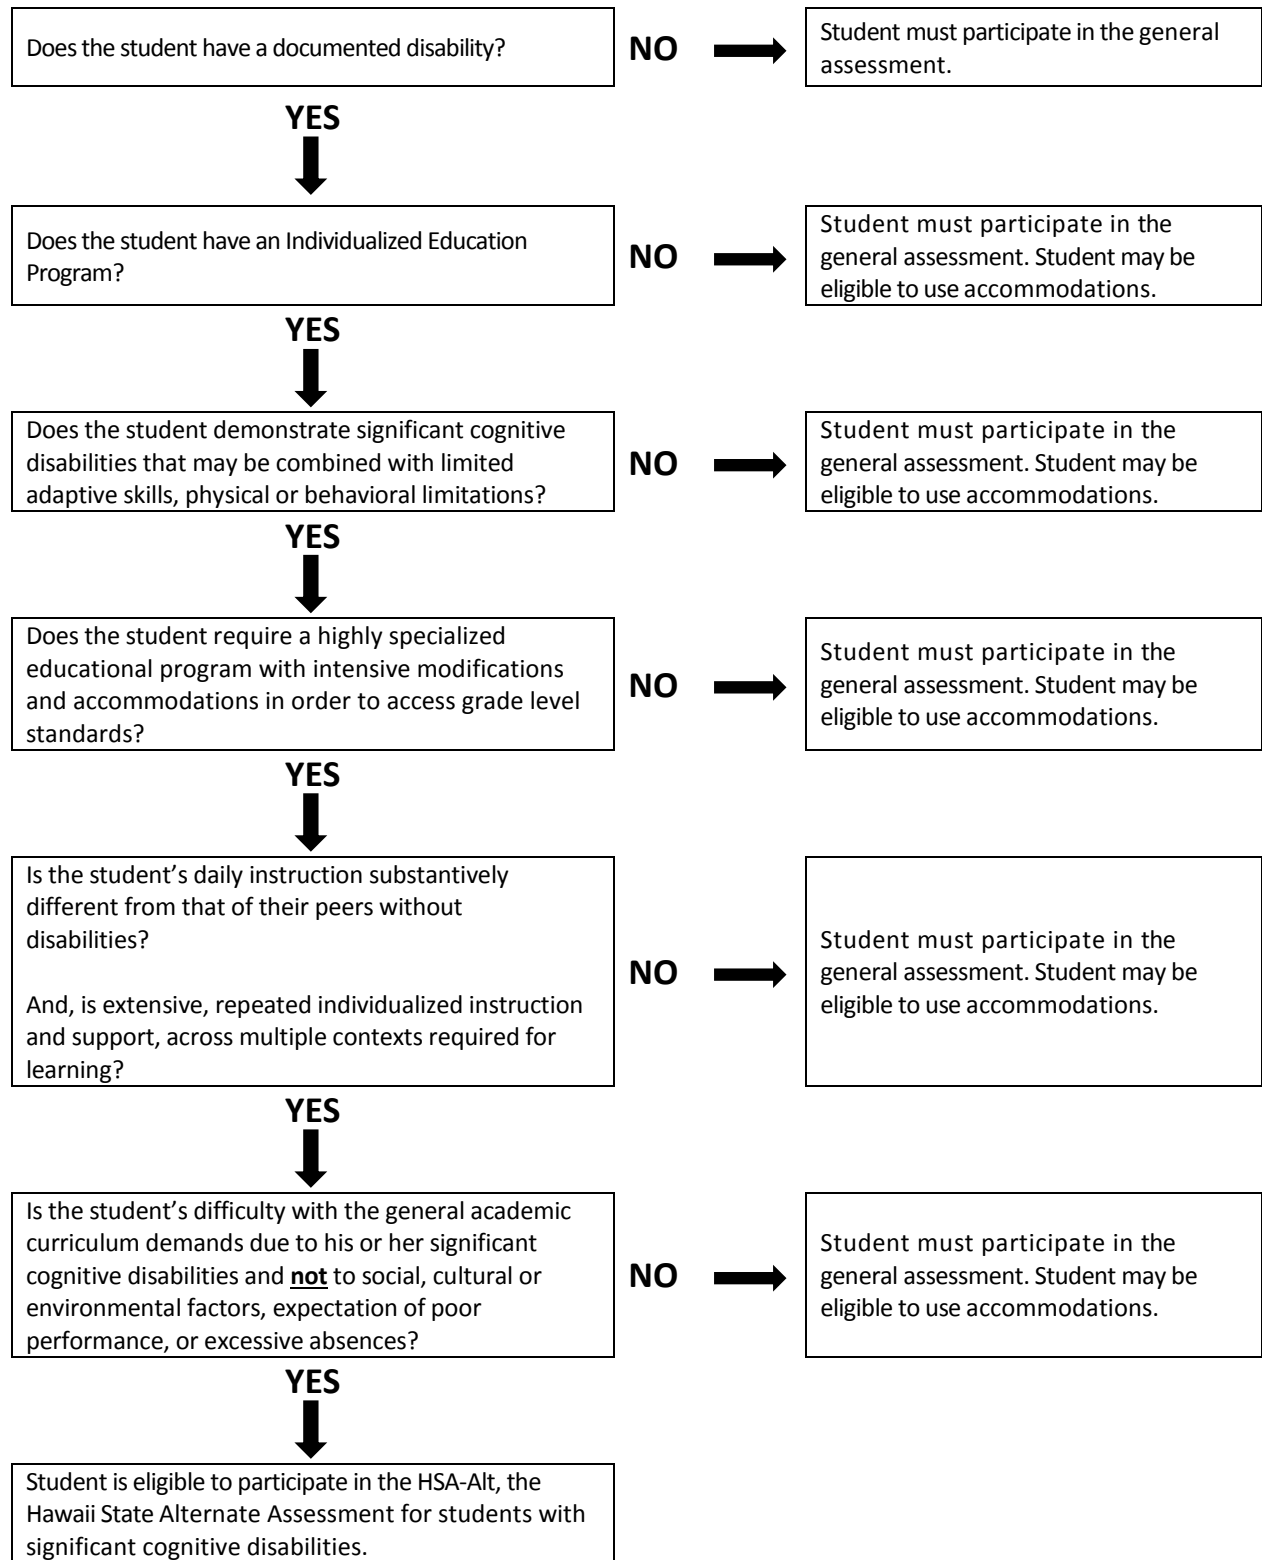 Does the student have a documented disability?
NO
Student must participate in the general
assessment.
YES
Does the student have an Individualized Education
Program?
NO
Student must participate in the
general assessment. Student may be
eligible to use accommodations.
YES
Does the student demonstrate significant cognitive
disabilities that may be combined with limited
adaptive skills, physical or behavioral limitations?
NO
Student must participate in the
general assessment. Student may be
eligible to use accommodations.
YES
Does the student require a highly specialized
educational program with intensive modifications
and accommodations in order to access grade level
standards?
NO
Student must participate in the
general assessment. Student may be
eligible to use accommodations.
YES
Is the student’s daily instruction substantively
different from that of their peers without
disabilities?
And, is extensive, repeated individualized instruction
and support, across multiple contexts required for
learning?
NO
Student must participate in the
general assessment. Student may be
eligible to use accommodations.
YES
Is the student’s difficulty with the general academic
curriculum demands due to his or her significant
cognitive disabilities and not to social, cultural or
environmental factors, expectation of poor
performance, or excessive absences?
NO
Student must participate in the
general assessment. Student may be
eligible to use accommodations.
YES
Student is eligible to participate in the HSA-Alt, the
Hawaii State Alternate Assessment for students with
significant cognitive disabilities.